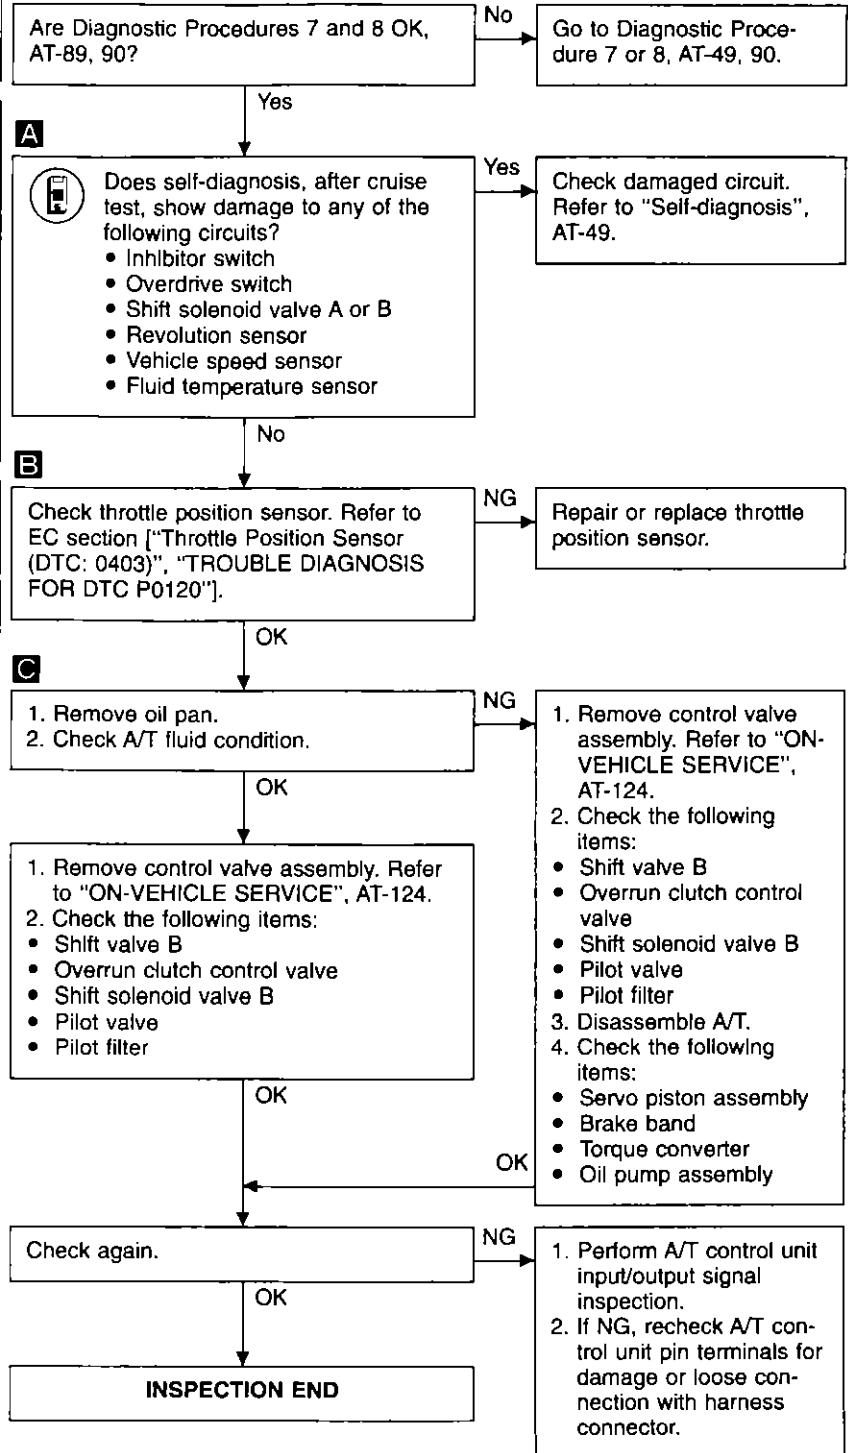 Are Diagnostic Procedures 7 and 8 OK,
AT-89, 90?
No
Go to Diagnostic Proce-
dure 7 or 8, AT-49, 90.
Yes
A
Does self-diagnosis, after cruise
test, show damage to any of the
following circuits?
• Inhibitor switch
• Overdrive switch
• Shift solenoid valve A or B
• Revolution sensor
• Vehicle speed sensor
• Fluid temperature sensor
Yes
Check damaged circuit.
Refer to "Self-diagnosis",
AT-49.
No
B
Check throttle position sensor. Refer to
EC section ["Throttle Position Sensor
(DTC: 0403)", "TROUBLE DIAGNOSIS
FOR DTC P0120"].
NG
Repair or replace throttle
position sensor.
OK
C
1. Remove oil pan.
2. Check A/T fluid condition.
NG
1. Remove control valve
assembly. Refer to "ON-
VEHICLE SERVICE",
AT-124.
2. Check the following
items:
• Shift valve B
• Overrun clutch control
valve
• Shift solenoid valve B
• Pilot valve
• Pilot filter
3. Disassemble A/T.
4. Check the following
items:
• Servo piston assembly
• Brake band
• Torque converter
• Oil pump assembly
OK
OK
1. Remove control valve assembly. Refer
to "ON-VEHICLE SERVICE", AT-124.
2. Check the following items:
• Shift valve B
• Overrun clutch control valve
• Shift solenoid valve B
• Pilot valve
• Pilot filter
OK
Check again.
NG
1. Perform A/T control unit
input/output signal
inspection.
2. If NG, recheck A/T con-
trol unit pin terminals for
damage or loose con-
nection with harness
connector.
OK
INSPECTION END